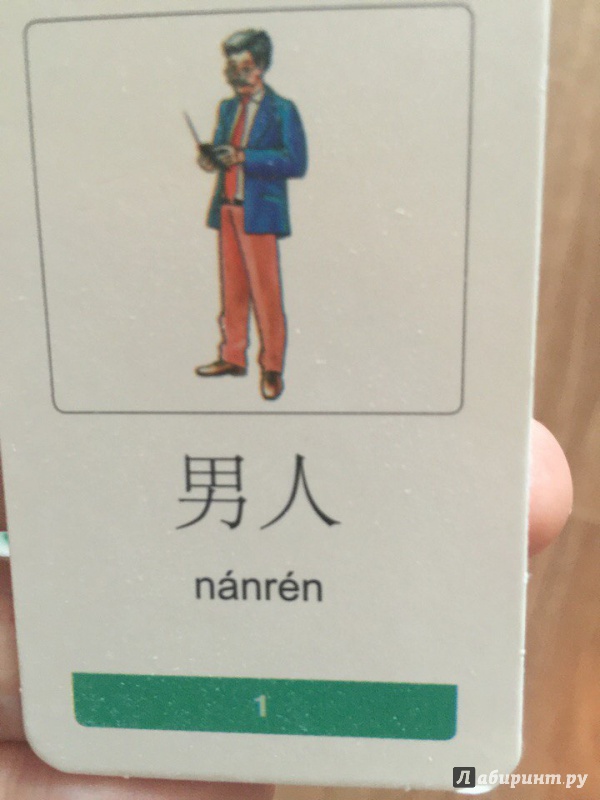 男人
nánrén
1
Лабиринт.ру